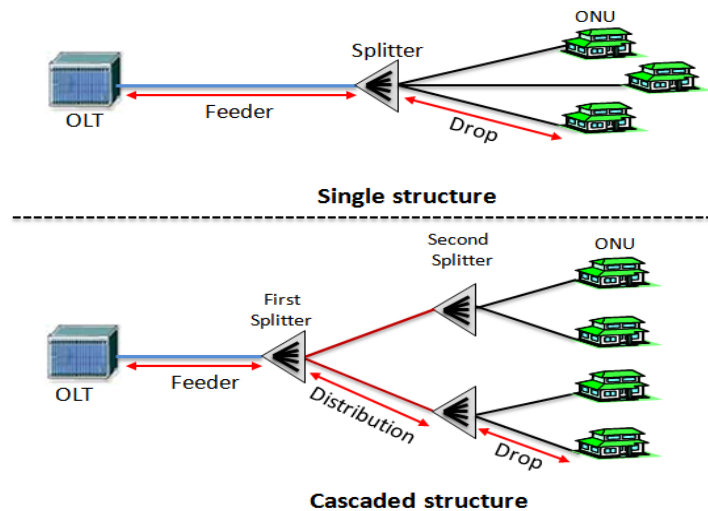 ONU
Splitter
OLT
Feeder
Drop
Single structure
Second
Splitter
ONU
First
Splitter
OLT
Feeder
Distribution
Drop
Cascaded structure